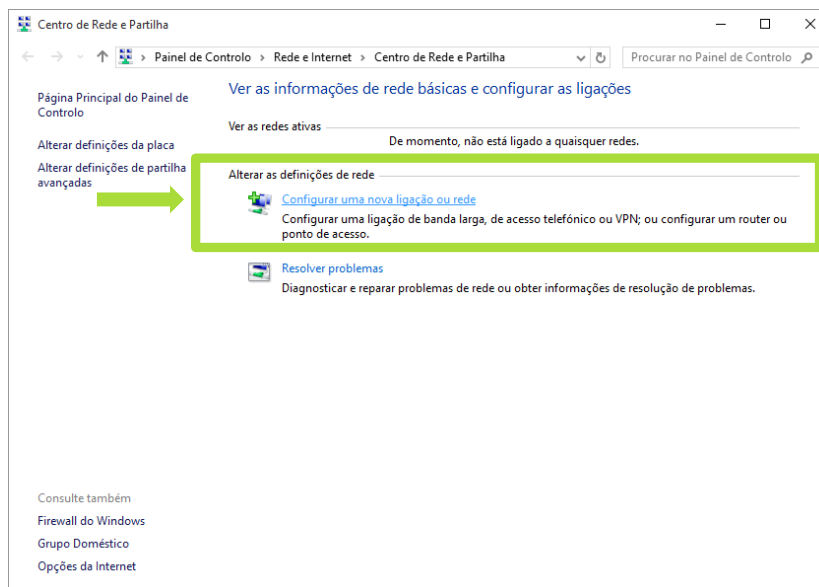 Centro de Rede e Partilha
Painel de Controlo > Rede e Internet > Centro de Rede e Partilha
Procurar no Painel de Controlo
Página Principal do Painel de
Controlo
Alterar definições da placa
Alterar definições de partilha
avançadas
Ver as informações de rede básicas e configurar as ligações
Ver as redes ativas
De momento, não está ligado a quaisquer redes.
Alterar as definições de rede
Configurar uma nova ligação ou rede
Configurar uma ligação de banda larga, de acesso telefónico ou VPN; ou configurar um router ou
ponto de acesso.
Resolver problemas
Diagnosticar e reparar problemas de rede ou obter informações de resolução de problemas.
Consulte também
Firewall do Windows
Grupo Doméstico
Opções da Internet